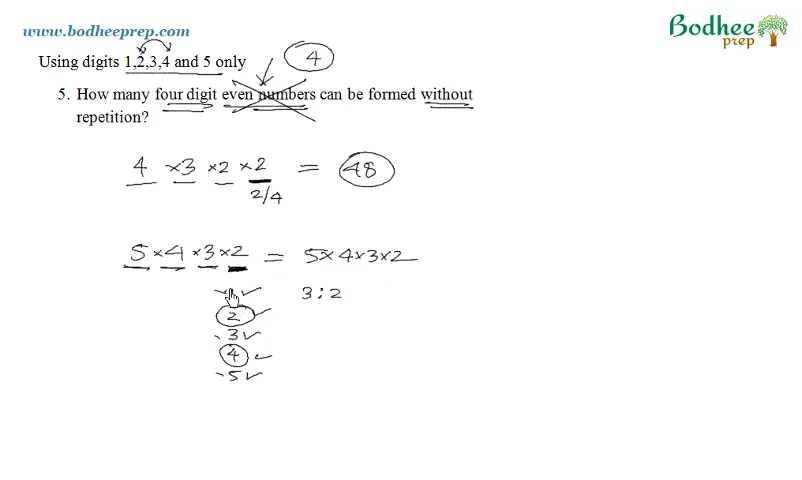 www.bodheeprep.com
Bodhee
prep
Using digits 1,2,3,4 and 5 only
4
5. How many four digit even numbers can be formed without
repetition?
4 ×3 ×2 ×2 = 48
2/4
5 ×4 ×3 ×2 = 5×4×3×2
3:2
2
3
4
5